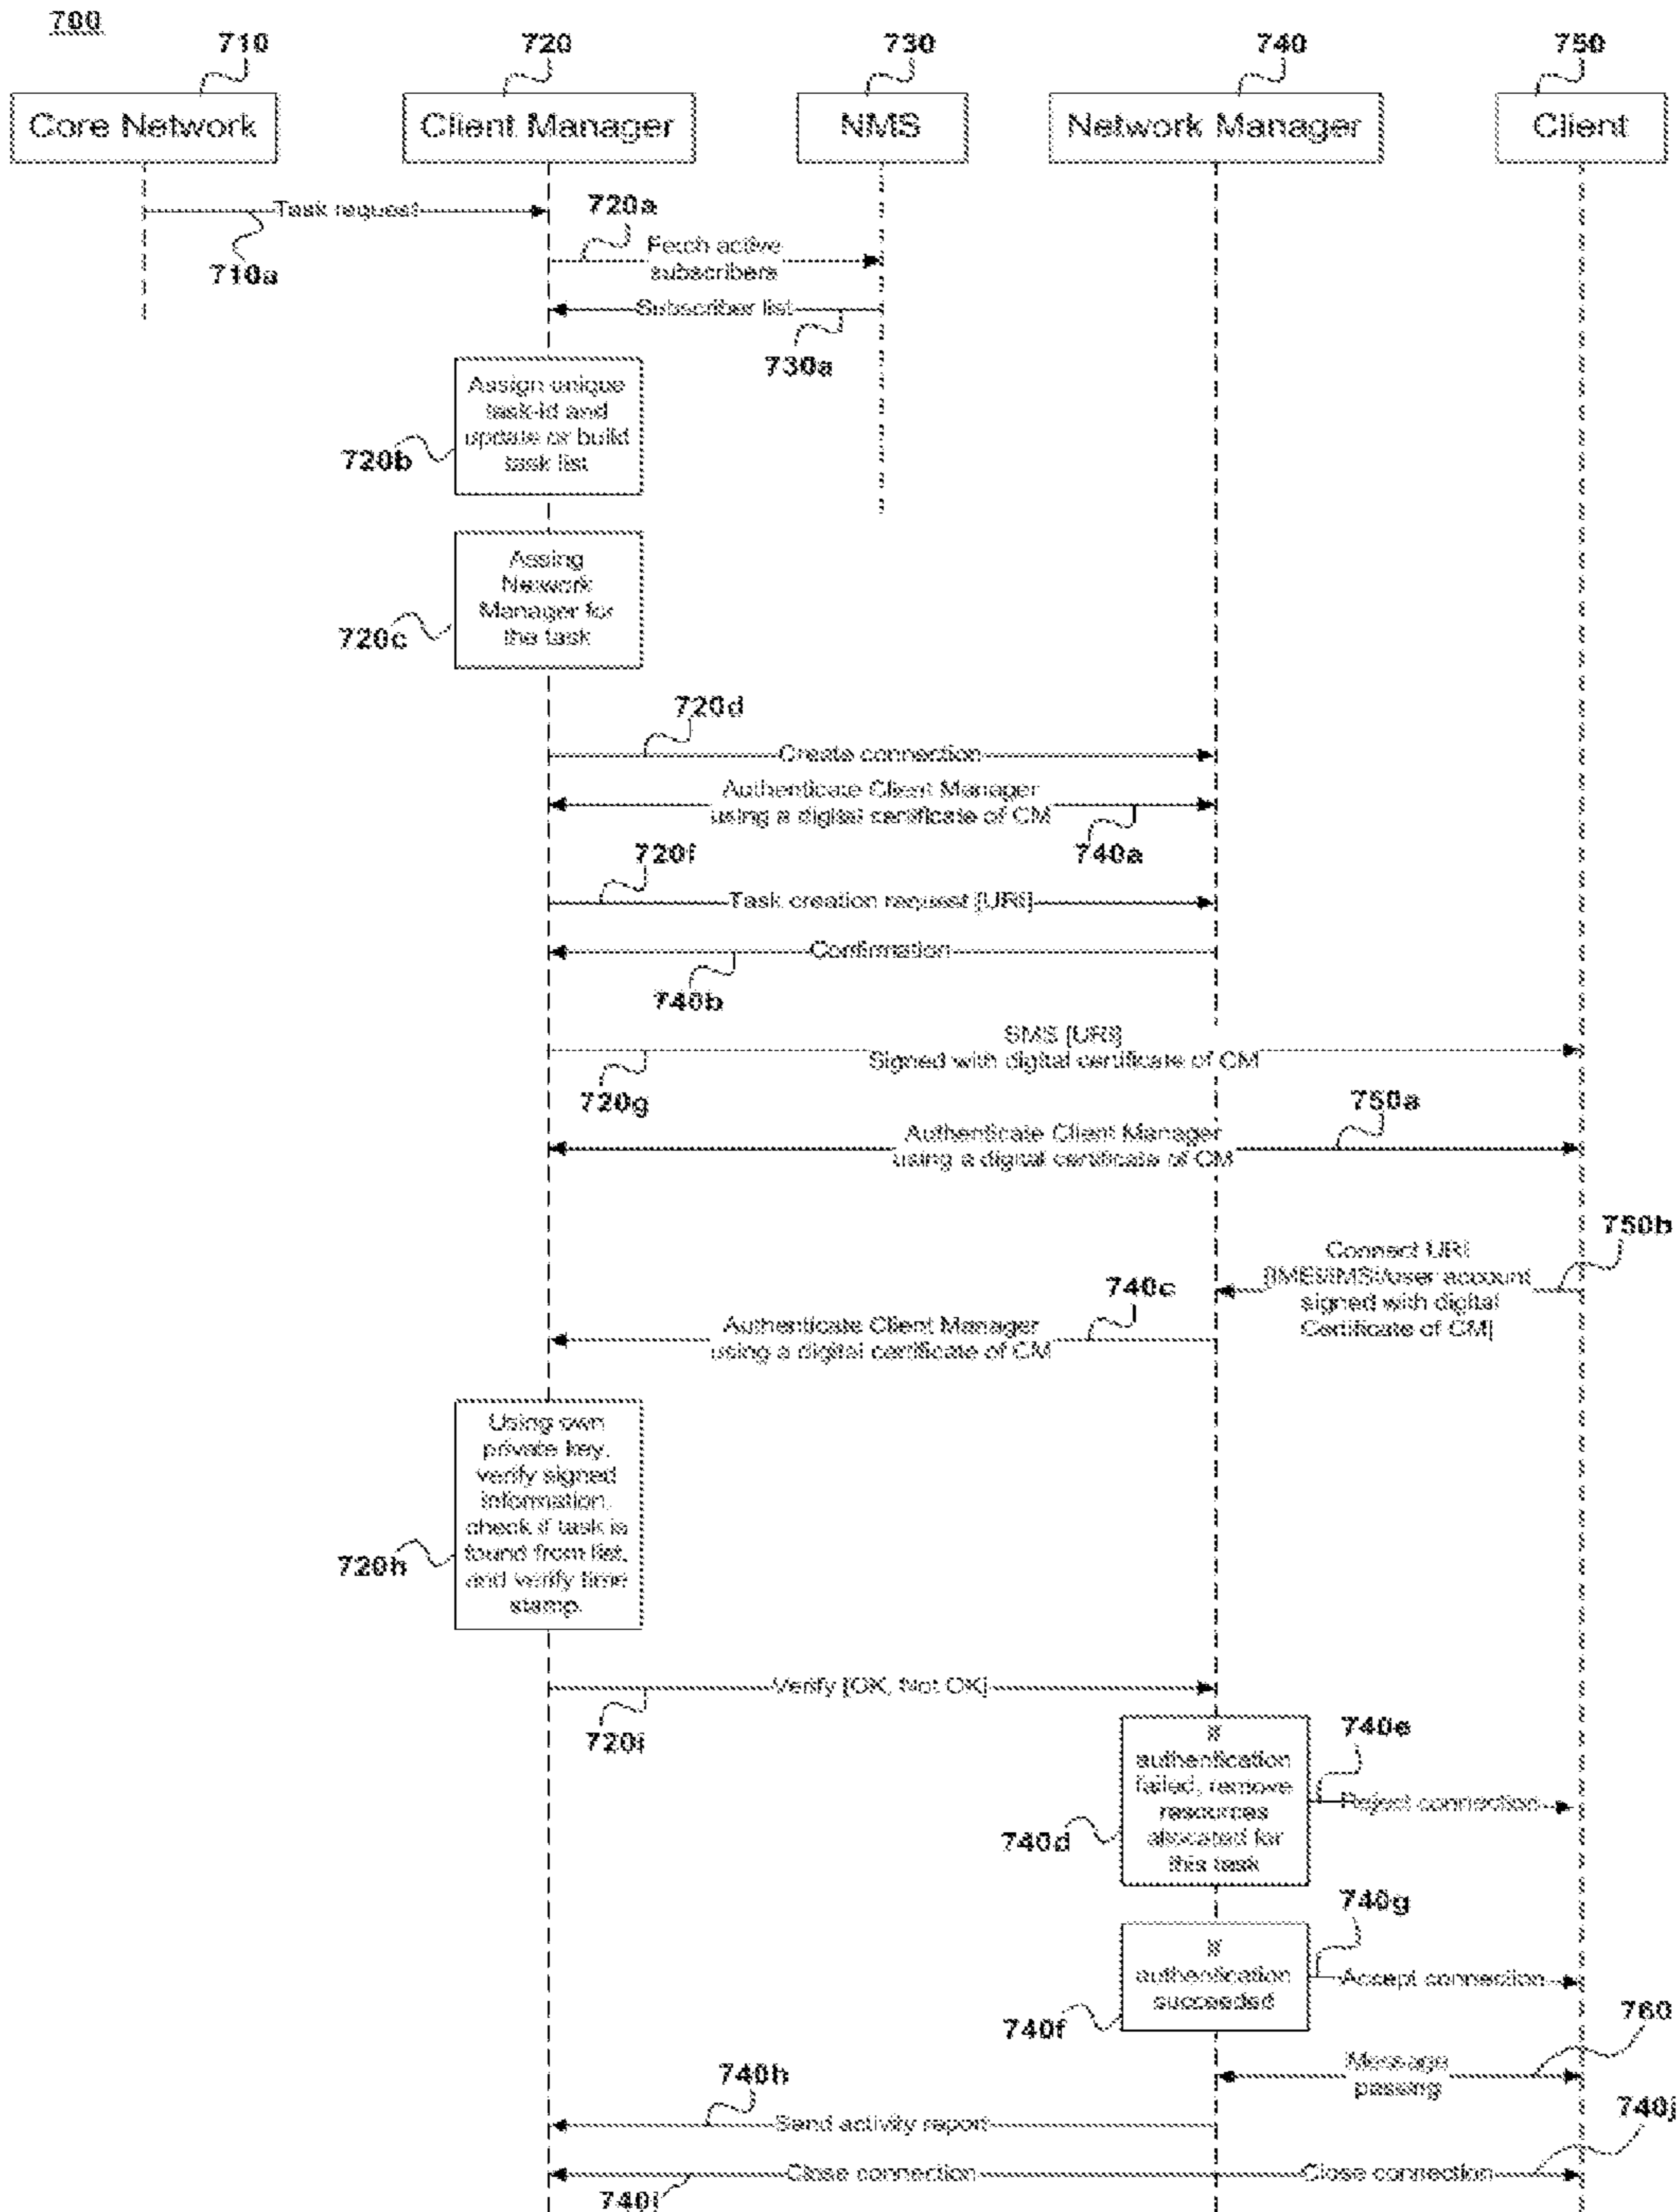 700
710
720
730
740
750
Core Network
Client Manager
NMS
Network Manager
Client
Task request
710a
720a
Fetch active
subscribers
Subscriber list
730a
Assign unique
task-id and
update or build
task list
720b
Assing
Network
Manager for
the task
720c
720d
Create connection
Authenticate Client Manager
using a digital certificate of CM
740a
720f
Task creation request [URI]
Confirmation
740b
SMS [URI]
Signed with digital certificate of CM
720g
750a
Authenticate Client Manager
using a digital certificate of CM
750b
Connect URI
[IMEI/IMSI/user account
signed with digital
Certificate of CM]
740c
Authenticate Client Manager
using a digital certificate of CM
Using own
private key,
verify signed
information,
check if task is
found from list,
and verify time
stamp.
720h
Verify [OK, Not OK]
720i
If
authentication
failed, remove
resources
allocated for
this task
740d
740e
Reject connection
740g
If
authentication
succeeded
740f
Accept connection
760
Message
passing
740h
Send activity report
740j
Close connection
Close connection
740i